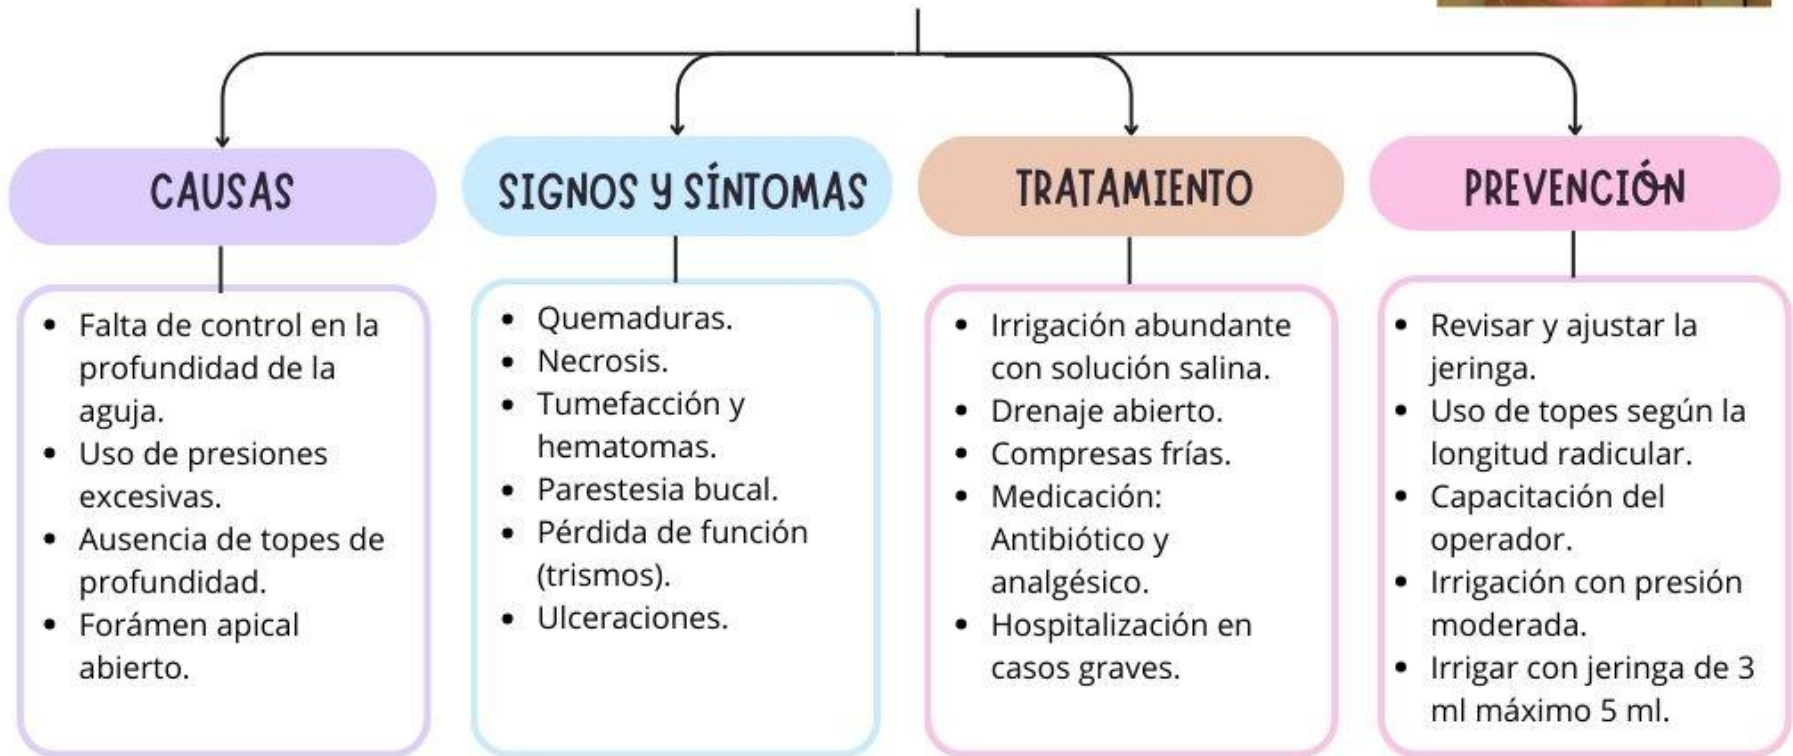 CAUSAS
Falta de control en la
profundidad de la
aguja.
Uso de presiones
excesivas.
Ausencia de topes de
profundidad.
Forámen apical
abierto.
SIGNOS Y SÍNTOMAS
Quemaduras.
Necrosis.
Tumefacción y
hematomas.
Parestesia bucal.
Pérdida de función
(trismos).
Ulceraciones.
TRATAMIENTO
Irrigación abundante
con solución salina.
Drenaje abierto.
Compresas frías.
Medicación:
Antibiótico y
analgésico.
Hospitalización en
casos graves.
PREVENCIÓN
Revisar y ajustar la
jeringa.
Uso de topes según la
longitud radicular.
Capacitación del
operador.
Irrigación con presión
moderada.
Irrigar con jeringa de 3
ml máximo 5 ml.